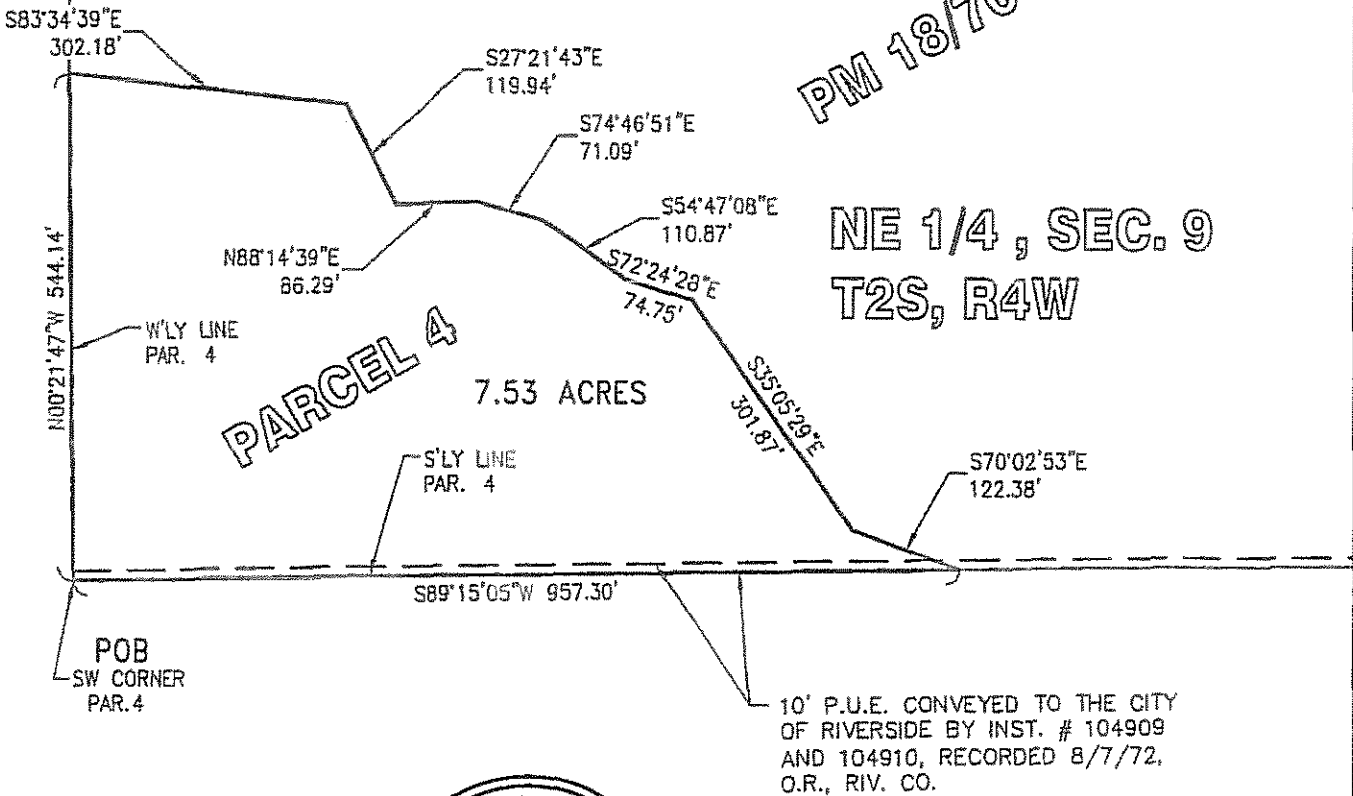 S83°34'39"E
302.18'
S27°21'43"E
119.94'
PM 18/70
S74°46'51"E
71.09'
S54°47'08"E
110.87'
NE 1/4 , SEC. 9
T2S, R4W
N88°14'39"E
86.29'
S72°24'28"E
74.75'
N00°21'47"W 544.14'
W'LY LINE
PAR. 4
PARCEL 4
7.53 ACRES
S35°05'29"E
301.87'
S'LY LINE
PAR. 4
S70°02'53"E
122.38'
S89°15'05"W 957.30'
POB
SW CORNER
PAR.4
10' P.U.E. CONVEYED TO THE CITY
OF RIVERSIDE BY INST. # 104909
AND 104910, RECORDED 8/7/72,
O.R., RIV. CO.